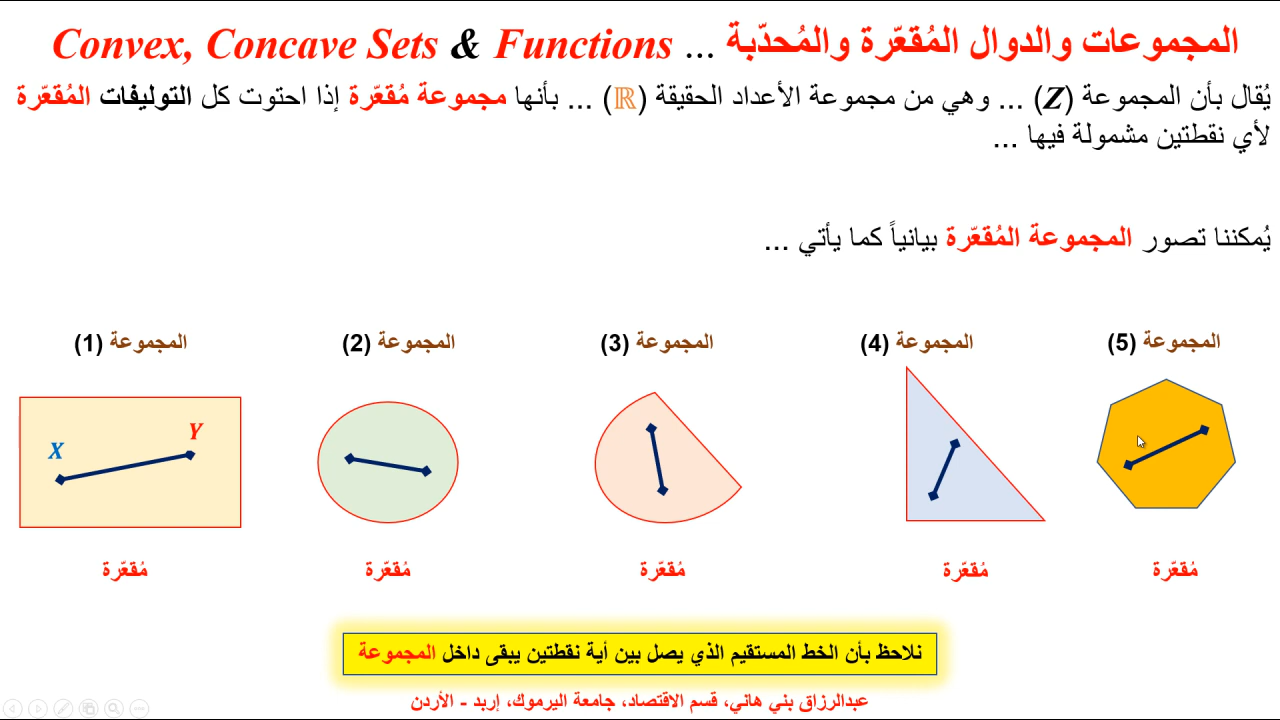 المجموعات والدوال المُقعّرة والمُحدّبة ... Convex, Concave Sets & Functions
يُقال بأن المجموعة (Z) ... وهي من مجموعة الأعداد الحقيقة (ℝ) ... بأنها مجموعة مُقعّرة إذا احتوت كل التوليفات المُقعّرة
لأي نقطتين مشمولة فيها ...
يُمكننا تصور المجموعة المُقعّرة بيانياً كما يأتي ...
المجموعة (1)
المجموعة (2)
المجموعة (3)
المجموعة (4)
المجموعة (5)
X
Y
مُقعّرة
مُقعّرة
مُقعّرة
مُقعّرة
مُقعّرة
نلاحظ بأن الخط المستقيم الذي يصل بين أية نقطتين يبقى داخل المجموعة
عبدالرزاق بني هاني، قسم الاقتصاد، جامعة اليرموك، إربد - الأردن